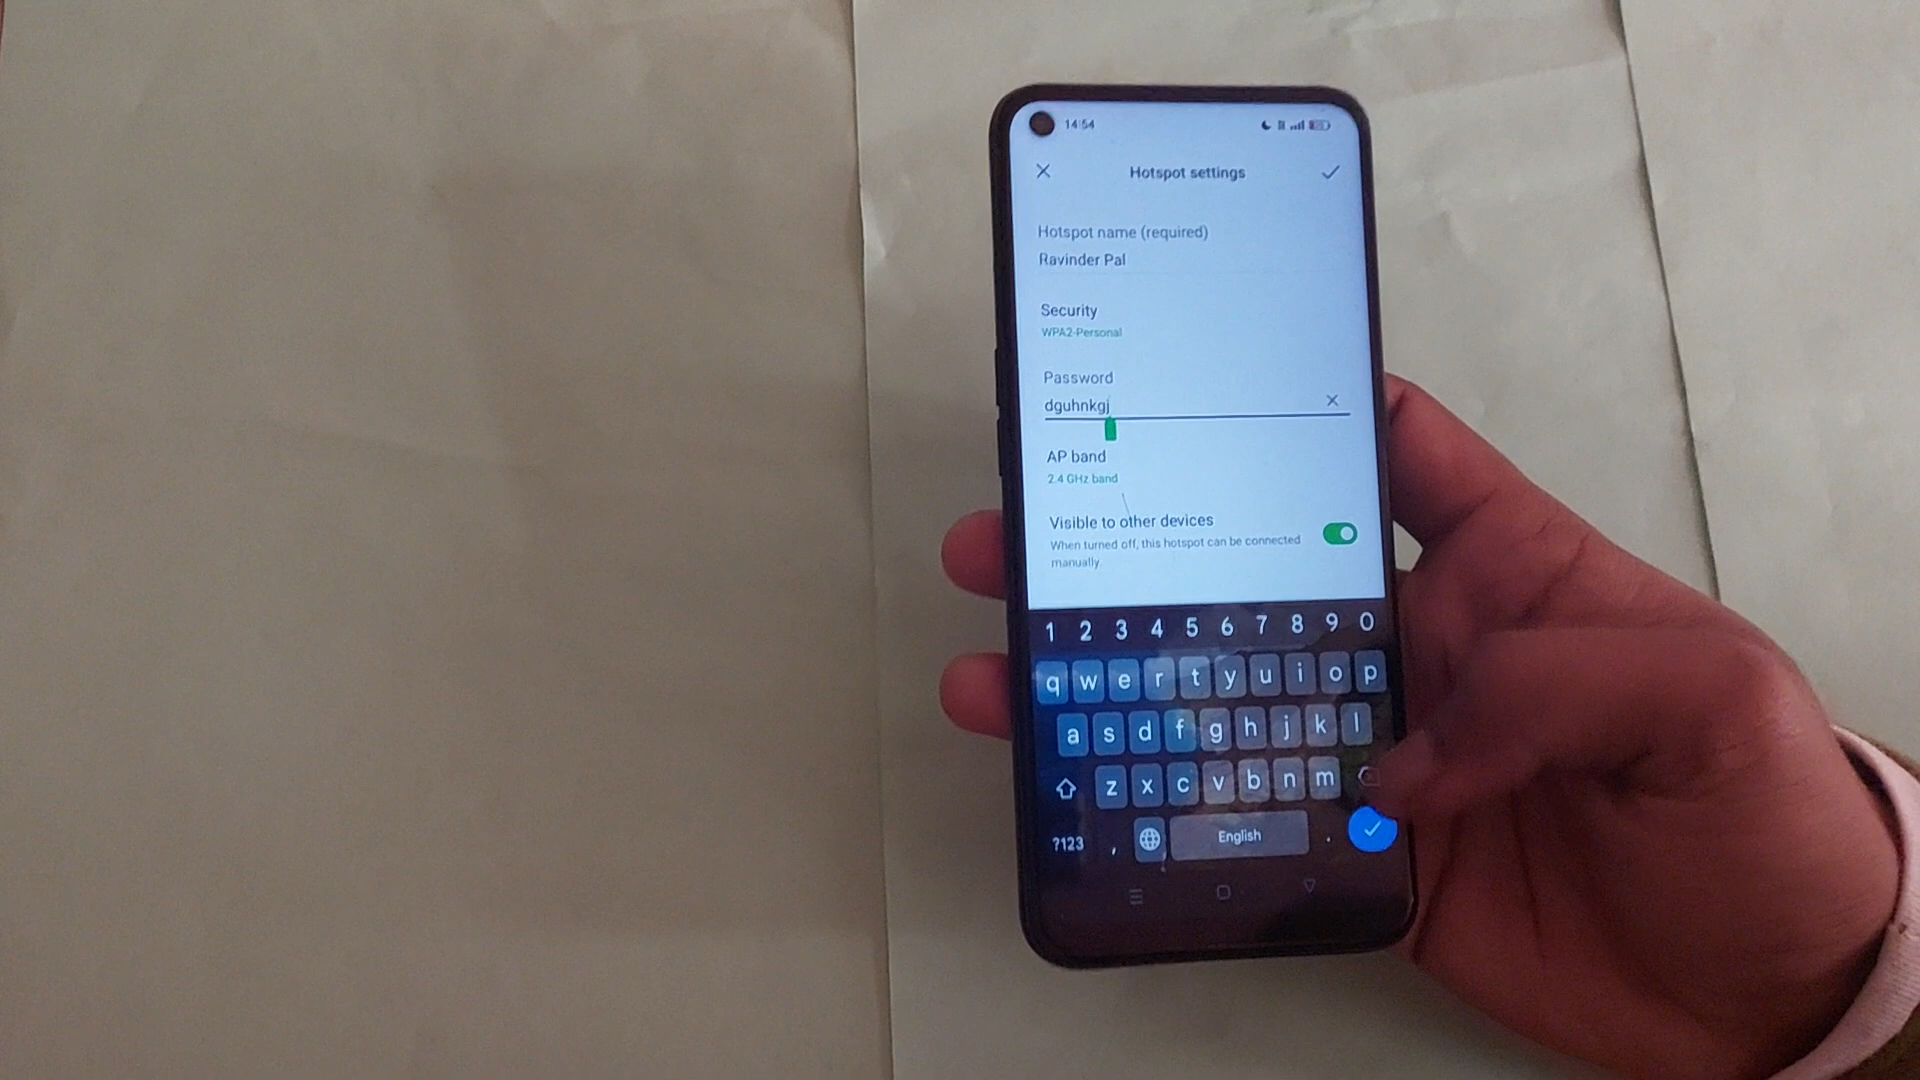 14:54
Hotspot settings
Hotspot name (required)
Ravinder Pal
Security
WPA2-Personal
Password
dguhnkgj
AP band
2.4 GHz band
Visible to other devices
When turned off, this hotspot can be connected
manually.
1 2 3 4 5 6 7 8 9 0
q w e r t y u i o p
a s d f g h j k l
z x c v b n m
?123 , English .